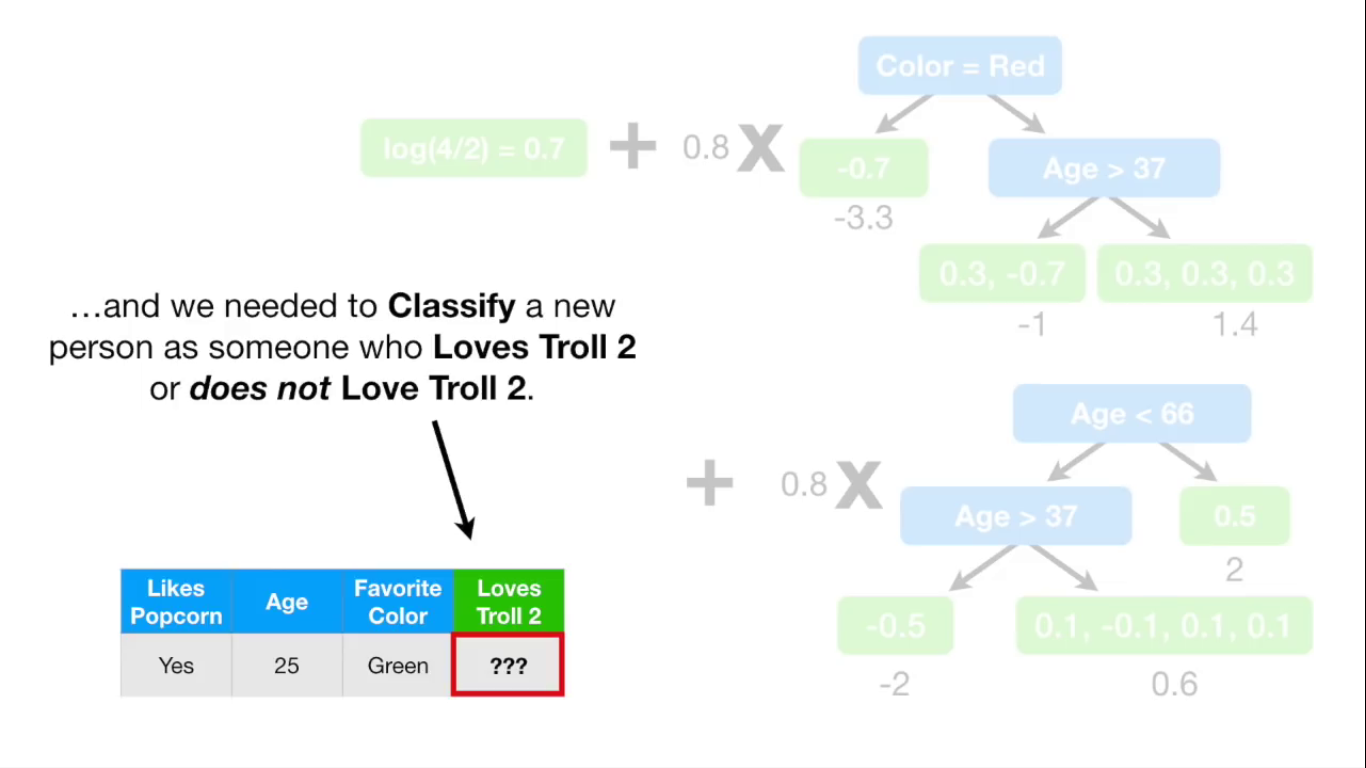 Color = Red
log(4/2) = 0.7 + 0.8 X
-0.7
Age > 37
-3.3
0.3, -0.7
0.3, 0.3, 0.3
-1
1.4
…and we needed to Classify a new
person as someone who Loves Troll 2
or does not Love Troll 2.
Age < 66
+ 0.8 X
Age > 37
0.5
2
-0.5
0.1, -0.1, 0.1, 0.1
-2
0.6
Likes Popcorn Age Favorite Color Loves Troll 2
Yes 25 Green ???